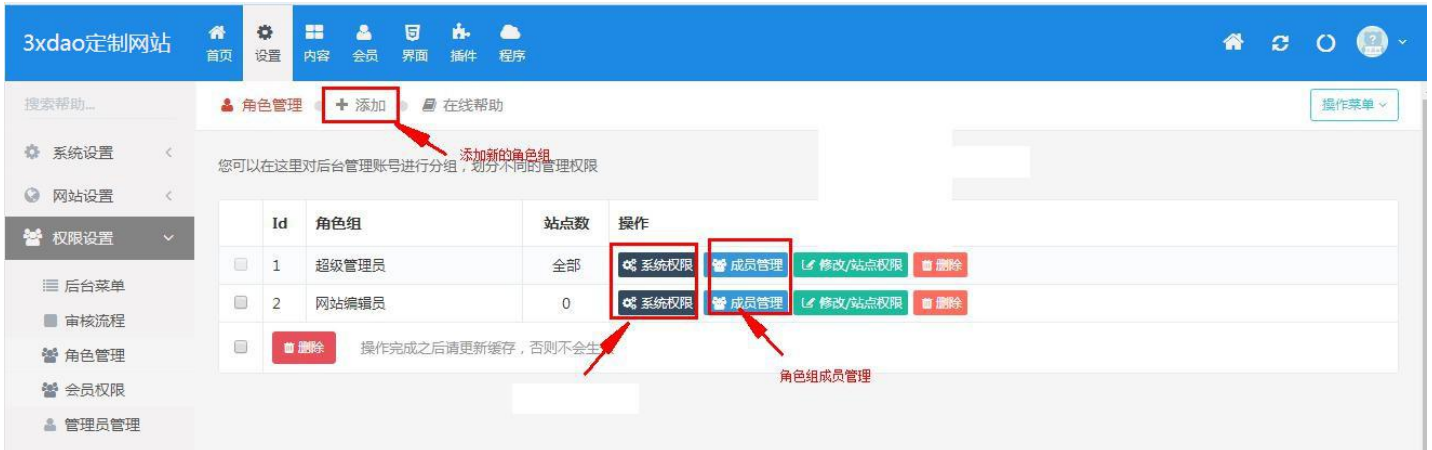 3xdao定制网站
首页 设置 内容 会员 界面 插件 程序
搜索帮助...
角色管理 添加 在线帮助
操作菜单
添加新的角色组
您可以在这里对后台管理账号进行分组，划分不同的管理权限
系统设置
网站设置
权限设置
后台菜单
审核流程
角色管理
会员权限
管理员管理
Id 角色组 站点数 操作
1 超级管理员 全部 系统权限 成员管理 修改/站点权限 删除
2 网站编辑员 0 系统权限 成员管理 修改/站点权限 删除
删除 操作完成之后请更新缓存，否则不会生
角色组成员管理